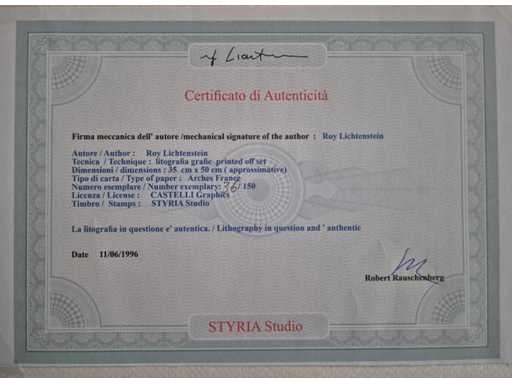 Certificato di Autenticità
Firma meccanica dell' autore /mechanical signature of the author : Roy Lichtenstein
Autore / Author : Roy Lichtenstein
Tecnica / Technique : litografia grafie printed off set
Dimensioni / dimensions : 35 cm x 50 cm ( approssimative)
Tipo di carta / Type of paper : Arches France
Numero esemplare / Number exemplary: 36 / 150
Licenza / License : CASTELLI Graphics
Timbro / Stamps : STYRIA Studio
La litografia in questione e' autentica. / Lithography in question and ' authentic
Date 11/06/1996
Robert Rauschenberg
STYRIA Studio